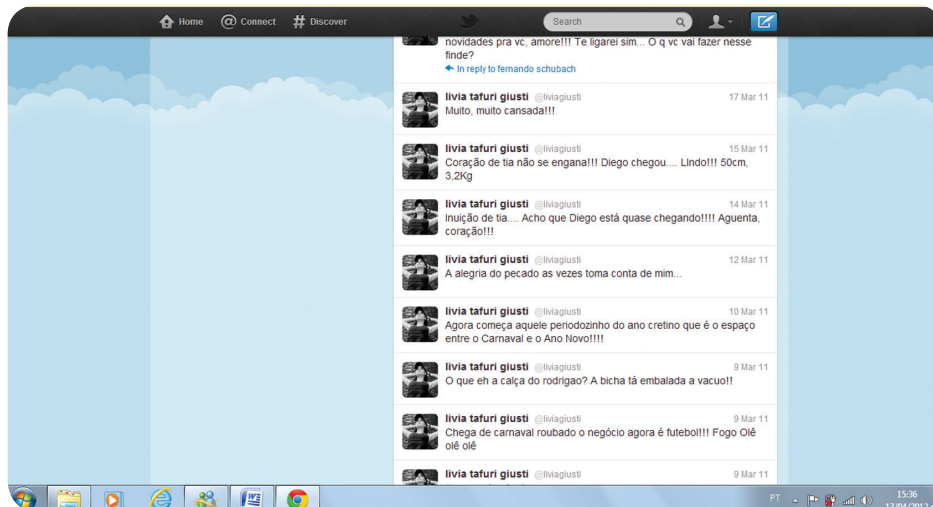 Home @ Connect # Discover Search
novidades pra vc, amore!!! Te ligarei sim... O q vc vai fazer nesse
finde?
In reply to fernando schubach
livia tafuri giusti @liviagiusti 17 Mar 11
Muito, muito cansada!!!
livia tafuri giusti @liviagiusti 15 Mar 11
Coração de tia não se engana!!! Diego chegou.... LIndo!!! 50cm,
3,2Kg
livia tafuri giusti @liviagiusti 14 Mar 11
Inuição de tia.... Acho que Diego está quase chegando!!!! Aguenta,
coração!!!
livia tafuri giusti @liviagiusti 12 Mar 11
A alegria do pecado as vezes toma conta de mim...
livia tafuri giusti @liviagiusti 10 Mar 11
Agora começa aquele periodozinho do ano cretino que é o espaço
entre o Carnaval e o Ano Novo!!!!
livia tafuri giusti @liviagiusti 9 Mar 11
O que eh a calça do rodrigao? A bicha tá embalada a vacuo!!
livia tafuri giusti @liviagiusti 9 Mar 11
Chega de carnaval roubado o negócio agora é futebol!!! Fogo Olê
olê olê
livia tafuri giusti @liviagiusti 9 Mar 11
PT 15:36
13/04/2012